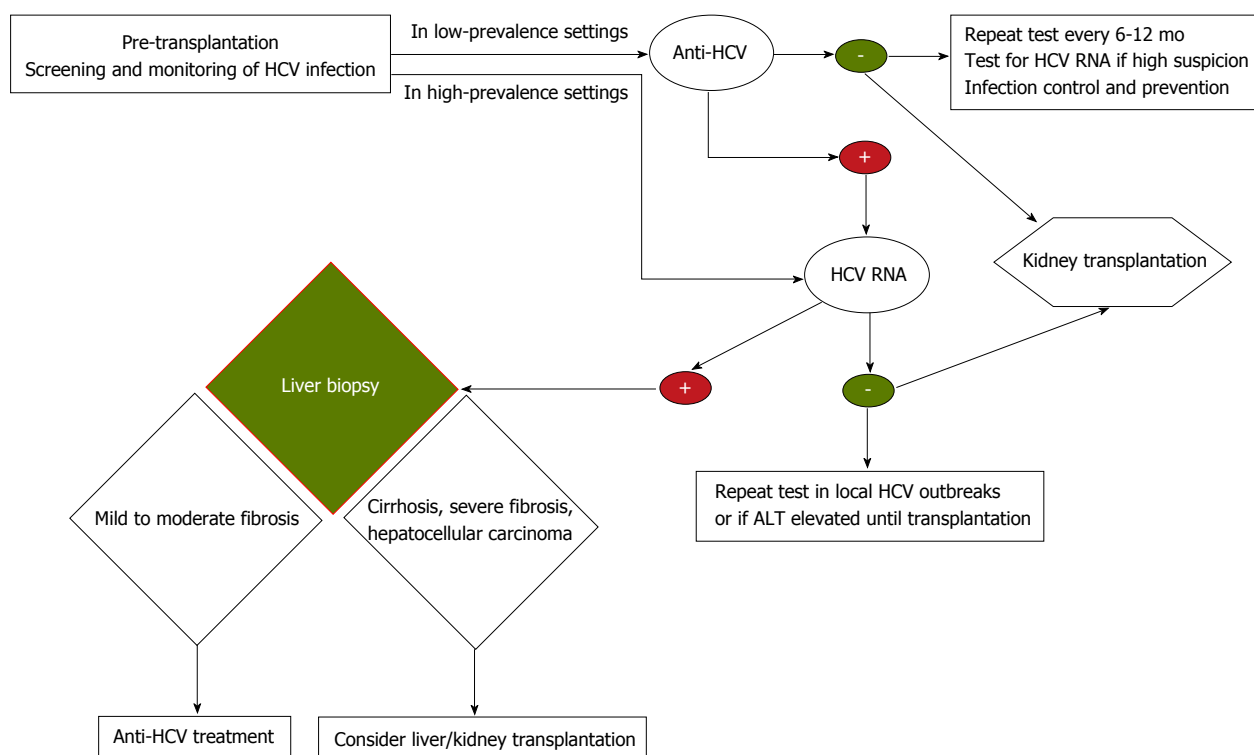 Pre-transplantation
Screening and monitoring of HCV infection
In low-prevalence settings
In high-prevalence settings
Anti-HCV
-
Repeat test every 6-12 mo
Test for HCV RNA if high suspicion
Infection control and prevention
+
HCV RNA
Kidney transplantation
Liver biopsy
+
-
Repeat test in local HCV outbreaks
or if ALT elevated until transplantation
Mild to moderate fibrosis
Cirrhosis, severe fibrosis,
hepatocellular carcinoma
Anti-HCV treatment
Consider liver/kidney transplantation